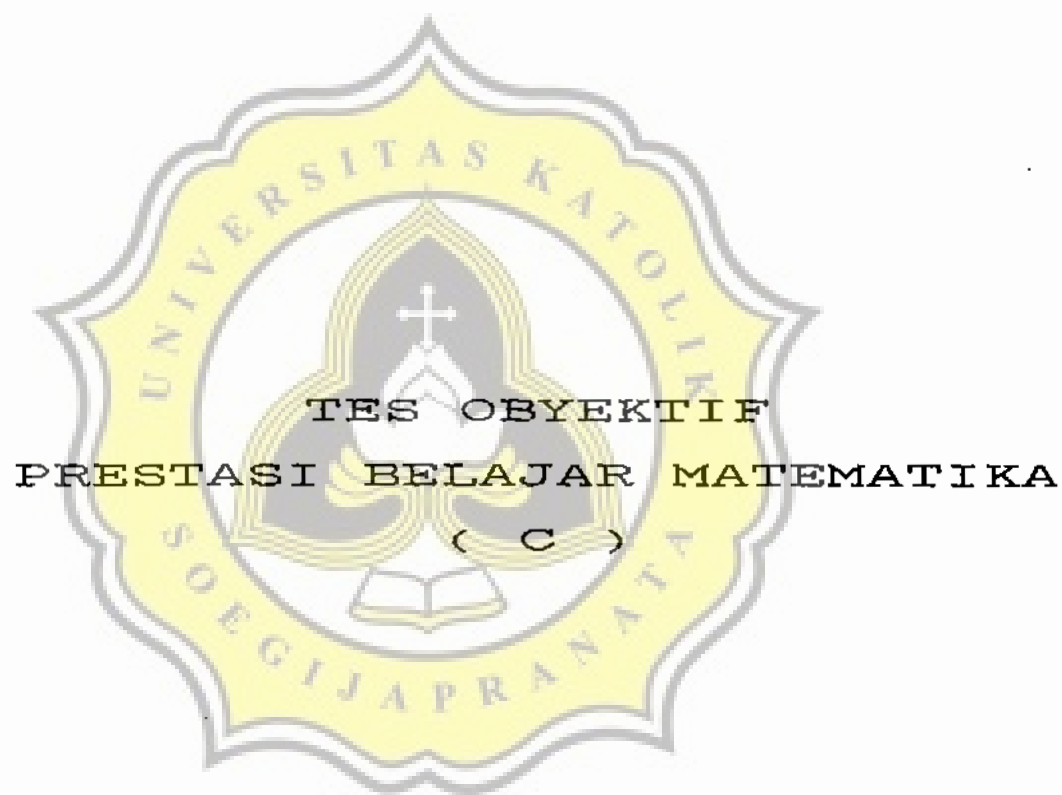 UNIVERSITAS KATOLIK
TES OBYEKTIF
PRESTASI BELAJAR MATEMATIKA
( C )
SOEGIJAPRANATA